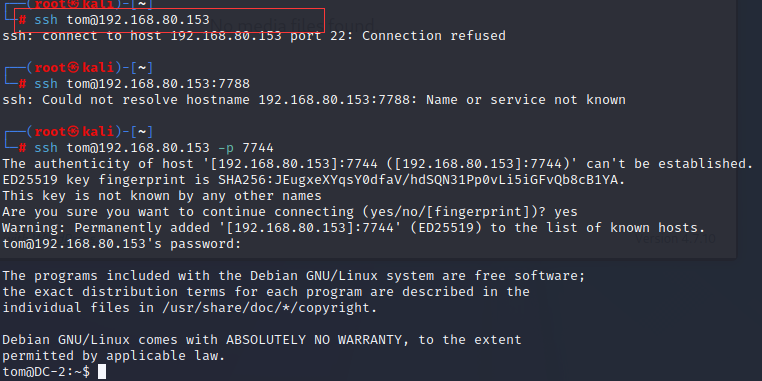 (root㉿kali)-[~]
# ssh tom@192.168.80.153
ssh: connect to host 192.168.80.153 port 22: Connection refused
(root㉿kali)-[~]
# ssh tom@192.168.80.153:7788
ssh: Could not resolve hostname 192.168.80.153:7788: Name or service not known
(root㉿kali)-[~]
# ssh tom@192.168.80.153 -p 7744
The authenticity of host '[192.168.80.153]:7744 ([192.168.80.153]:7744)' can't be established.
ED25519 key fingerprint is SHA256:JEugxeXYqsY0dfaV/hdSQN31Pp0vLi5iGFvQb8cB1YA.
This key is not known by any other names
Are you sure you want to continue connecting (yes/no/[fingerprint])? yes
Warning: Permanently added '[192.168.80.153]:7744' (ED25519) to the list of known hosts.
tom@192.168.80.153's password:
The programs included with the Debian GNU/Linux system are free software;
the exact distribution terms for each program are described in the
individual files in /usr/share/doc/*/copyright.
Debian GNU/Linux comes with ABSOLUTELY NO WARRANTY, to the extent
permitted by applicable law.
tom@DC-2:~$